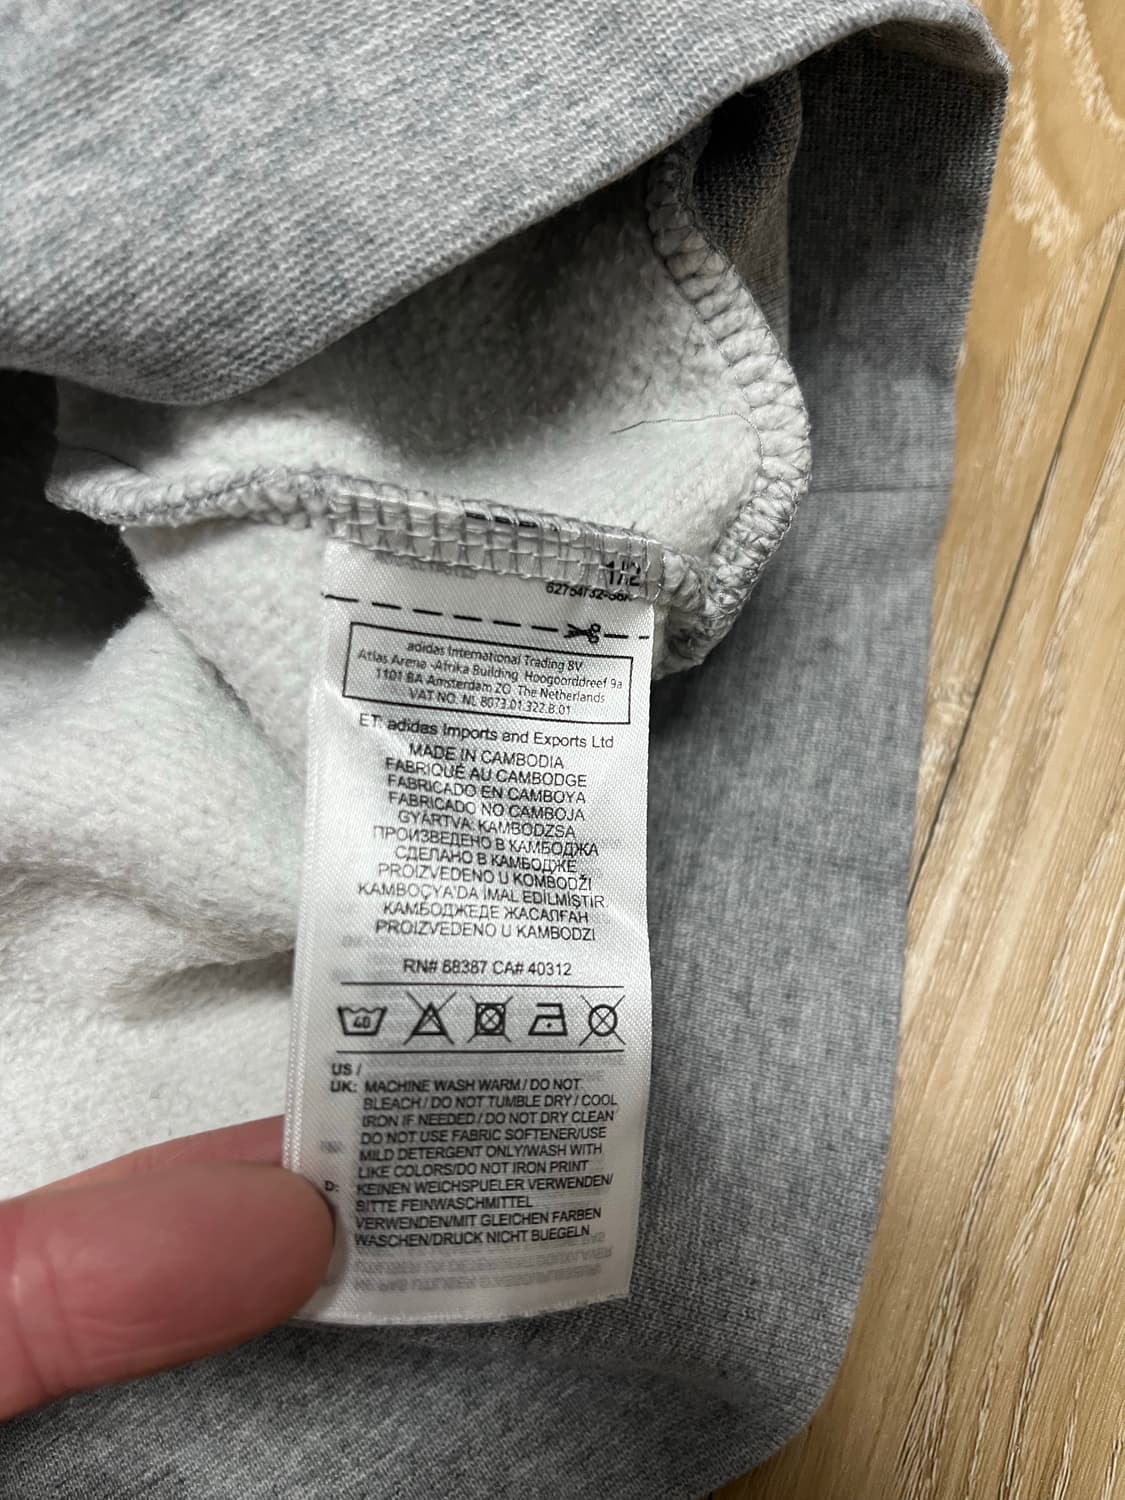 adidas International Trading BV
Atlas Arena -Afrika Building Hoogoorddreef 9a
1101 BA Amsterdam ZO The Netherlands
VAT NO. NL 8073.01.322.B.01
ET: adidas Imports and Exports Ltd
MADE IN CAMBODIA
FABRIQUÉ AU CAMBODGE
FABRICADO EN CAMBOYA
FABRICADO NO CAMBOJA
GYÁRTVA: KAMBODZSA
ПРОИЗВЕДЕНО В КАМБОДЖА
СДЕЛАНО В КАМБОДЖЕ
PROIZVEDENO U KOMBODŽI
KAMBOÇYA'DA İMAL EDİLMİŞTİR.
КАМБОДЖЕДЕ ЖАСАЛҒАН
PROIZVEDENO U KAMBODZI
RN# 88387 CA# 40312
40
US /
UK: MACHINE WASH WARM / DO NOT
BLEACH / DO NOT TUMBLE DRY / COOL
IRON IF NEEDED / DO NOT DRY CLEAN
DO NOT USE FABRIC SOFTENER/USE
MILD DETERGENT ONLY/WASH WITH
LIKE COLORS/DO NOT IRON PRINT
D: KEINEN WEICHSPUELER VERWENDEN/
BITTE FEINWASCHMITTEL
VERWENDEN/MIT GLEICHEN FARBEN
WASCHEN/DRUCK NICHT BUEGELN